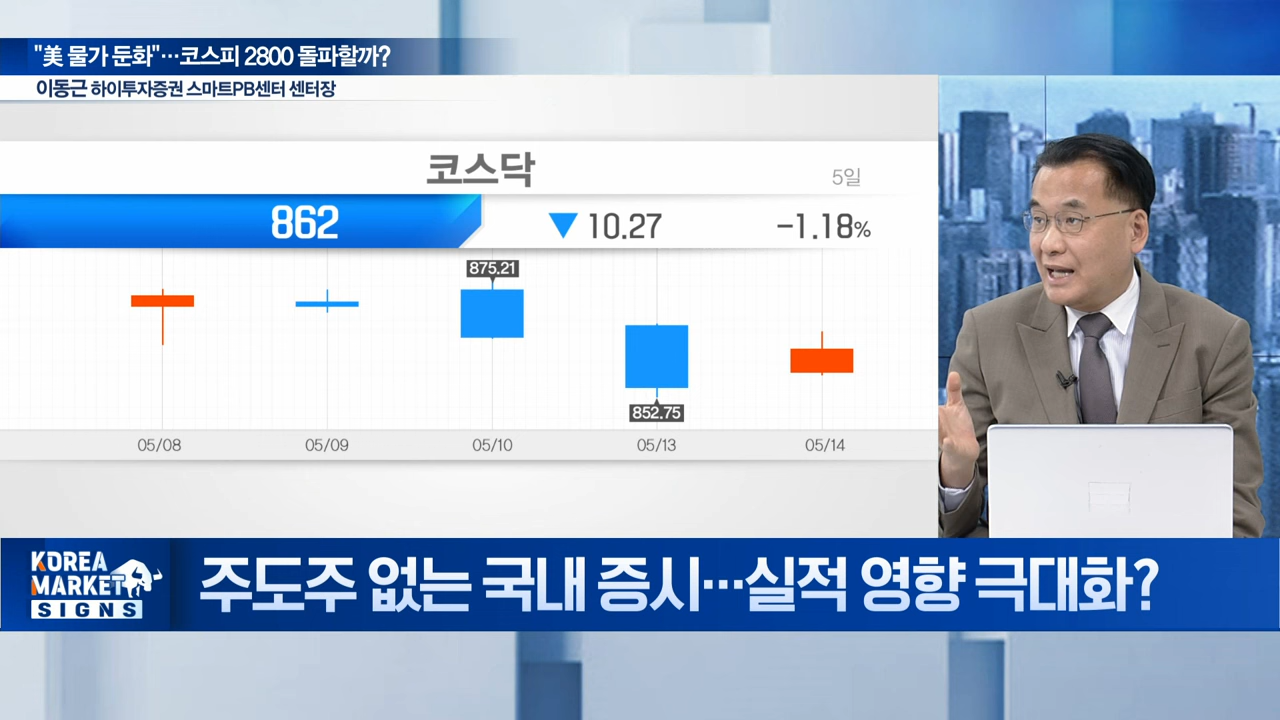 "美 물가 둔화"…코스피 2800 돌파할까?
이동근 하이투자증권 스마트PB센터 센터장
코스닥
5일
862 ▼ 10.27 -1.18%
875.21
852.75
05/08 05/09 05/10 05/13 05/14
KOREA
MARKET
SIGNS
주도주 없는 국내 증시…실적 영향 극대화?